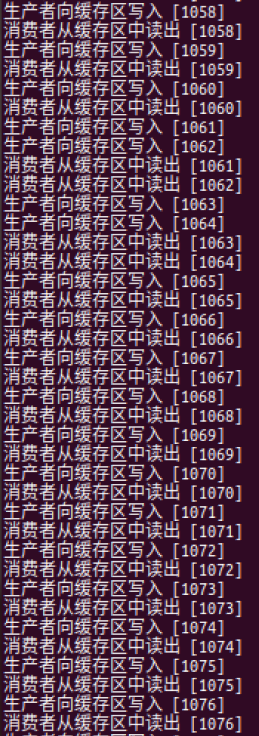 生产者向缓存区写入 [1058]
消费者从缓存区中读出 [1058]
生产者向缓存区写入 [1059]
消费者从缓存区中读出 [1059]
生产者向缓存区写入 [1060]
消费者从缓存区中读出 [1060]
生产者向缓存区写入 [1061]
生产者向缓存区写入 [1062]
消费者从缓存区中读出 [1061]
消费者从缓存区中读出 [1062]
生产者向缓存区写入 [1063]
生产者向缓存区写入 [1064]
消费者从缓存区中读出 [1063]
消费者从缓存区中读出 [1064]
生产者向缓存区写入 [1065]
消费者从缓存区中读出 [1065]
生产者向缓存区写入 [1066]
消费者从缓存区中读出 [1066]
生产者向缓存区写入 [1067]
消费者从缓存区中读出 [1067]
生产者向缓存区写入 [1068]
消费者从缓存区中读出 [1068]
生产者向缓存区写入 [1069]
消费者从缓存区中读出 [1069]
生产者向缓存区写入 [1070]
消费者从缓存区中读出 [1070]
生产者向缓存区写入 [1071]
消费者从缓存区中读出 [1071]
生产者向缓存区写入 [1072]
消费者从缓存区中读出 [1072]
生产者向缓存区写入 [1073]
消费者从缓存区中读出 [1073]
生产者向缓存区写入 [1074]
消费者从缓存区中读出 [1074]
生产者向缓存区写入 [1075]
消费者从缓存区中读出 [1075]
生产者向缓存区写入 [1076]
消费者从缓存区中读出 [1076]